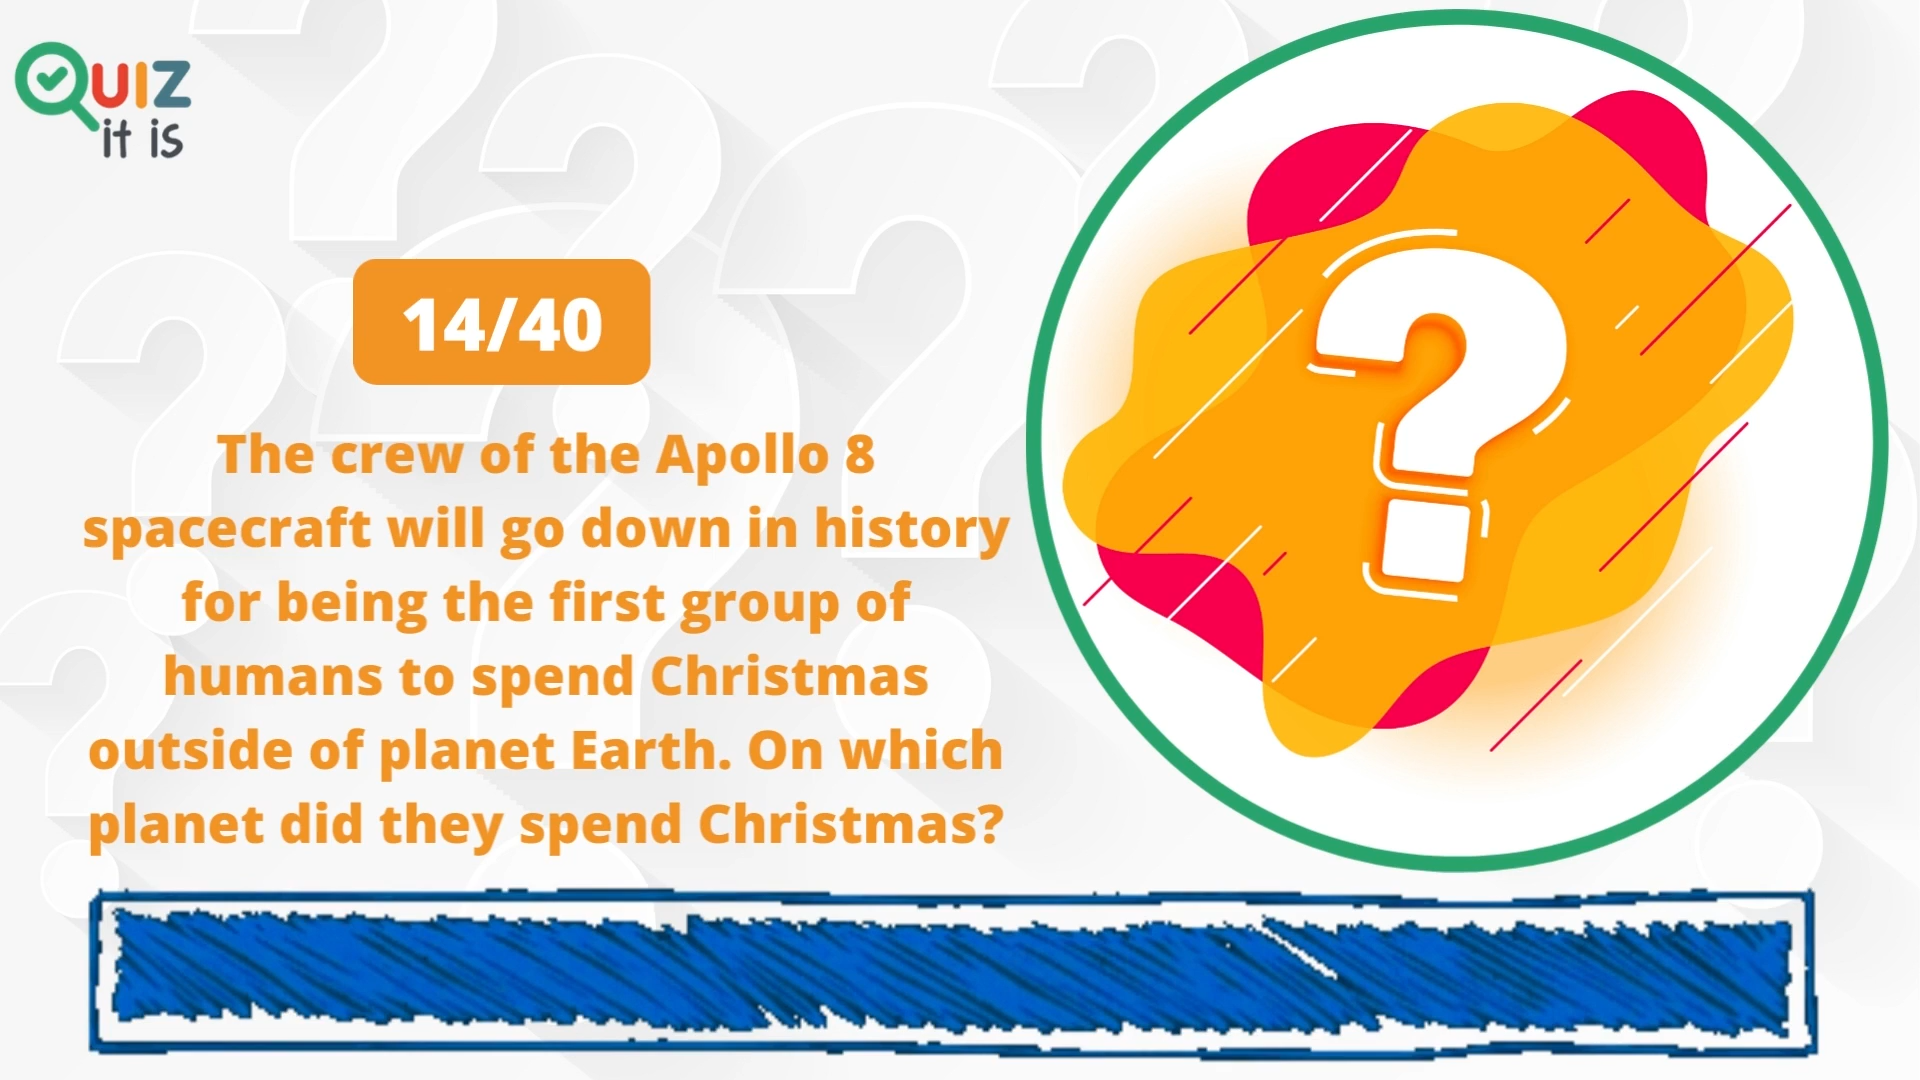 QUIZ
it is
14/40
The crew of the Apollo 8
spacecraft will go down in history
for being the first group of
humans to spend Christmas
outside of planet Earth. On which
planet did they spend Christmas?
?